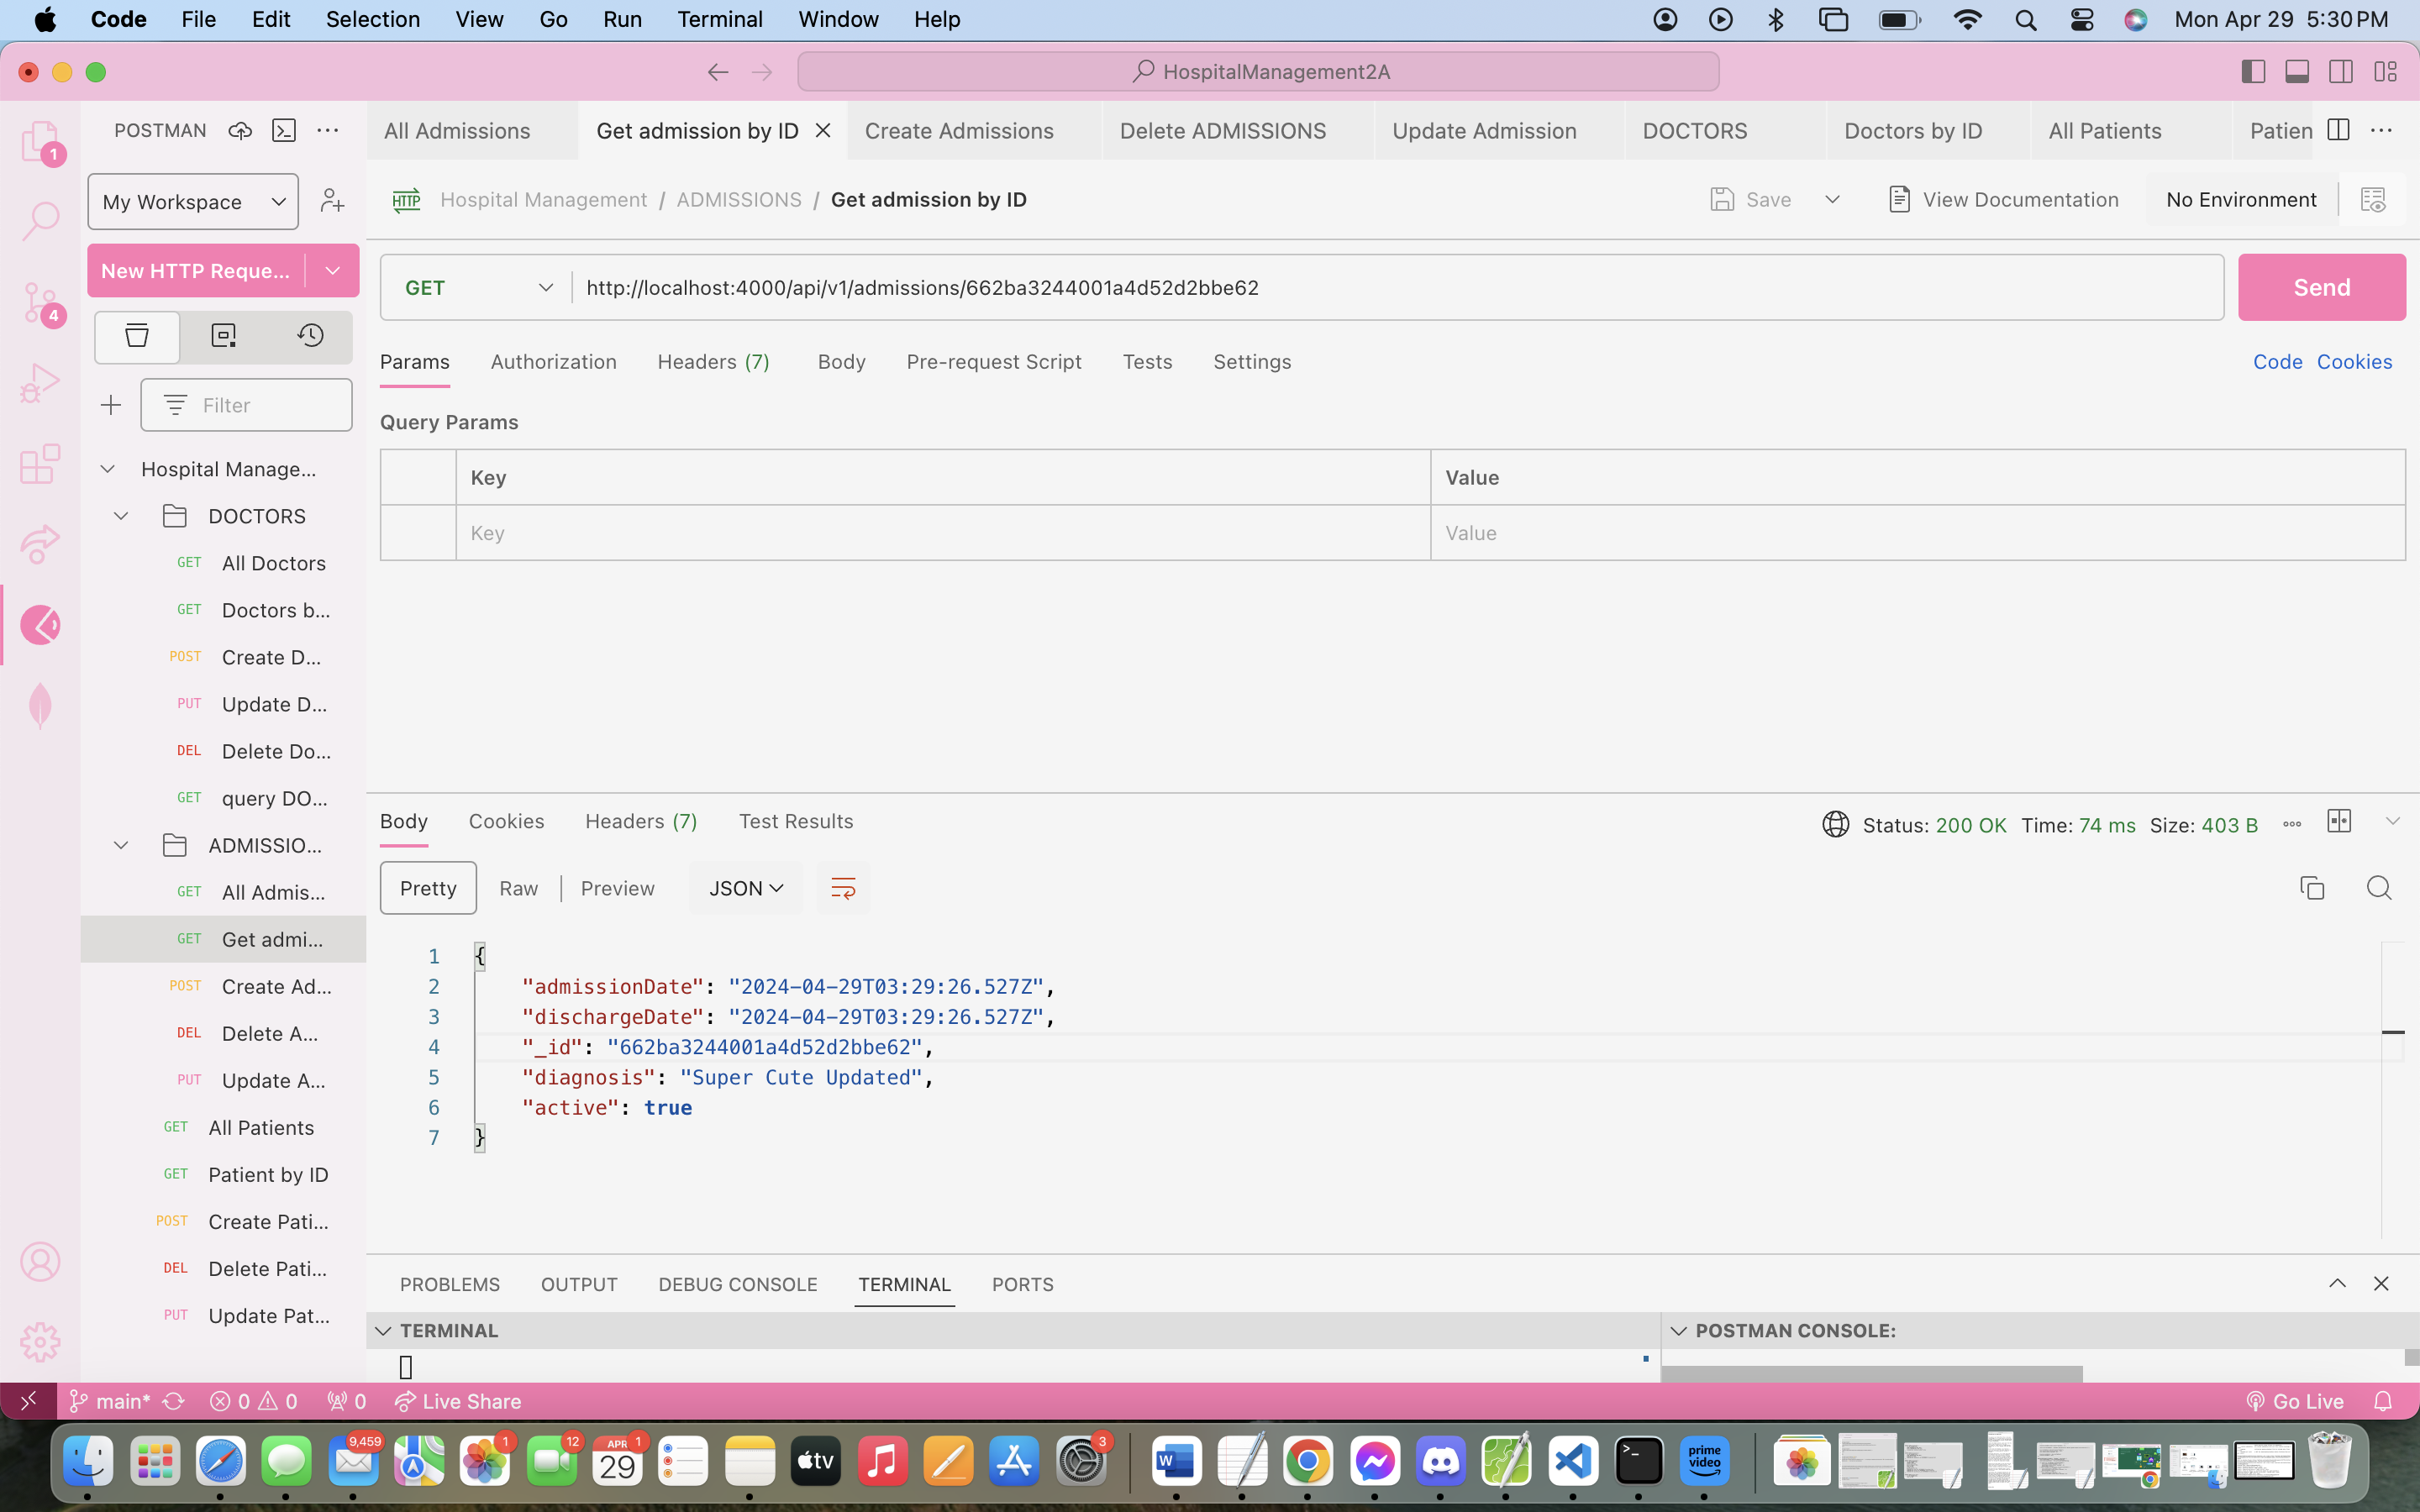 Code File Edit Selection View Go Run Terminal Window Help Mon Apr 29 5:30 PM
HospitalManagement2A
1
4
POSTMAN
My Workspace
New HTTP Reque...
Filter
Hospital Manage...
DOCTORS
GET All Doctors
GET Doctors b...
POST Create D...
PUT Update D...
DEL Delete Do...
GET query DO...
ADMISSIO...
GET All Admis...
GET Get admi...
POST Create Ad...
DEL Delete A...
PUT Update A...
GET All Patients
GET Patient by ID
POST Create Pati...
DEL Delete Pati...
PUT Update Pat...
All Admissions Get admission by ID Create Admissions Delete ADMISSIONS Update Admission DOCTORS Doctors by ID All Patients Patien
HTTP Hospital Management / ADMISSIONS / Get admission by ID Save View Documentation No Environment
GET http://localhost:4000/api/v1/admissions/662ba3244001a4d52d2bbe62 Send
Params Authorization Headers (7) Body Pre-request Script Tests Settings Code Cookies
Query Params
Key Value
Key Value
Body Cookies Headers (7) Test Results Status: 200 OK Time: 74 ms Size: 403 B
Pretty Raw Preview JSON
1 {
2 "admissionDate": "2024-04-29T03:29:26.527Z",
3 "dischargeDate": "2024-04-29T03:29:26.527Z",
4 "_id": "662ba3244001a4d52d2bbe62",
5 "diagnosis": "Super Cute Updated",
6 "active": true
7 }
PROBLEMS OUTPUT DEBUG CONSOLE TERMINAL PORTS
TERMINAL POSTMAN CONSOLE:
main* 0 0 0 Live Share Go Live
9,459 1 12 APR 29 1 tv 3 W prime video